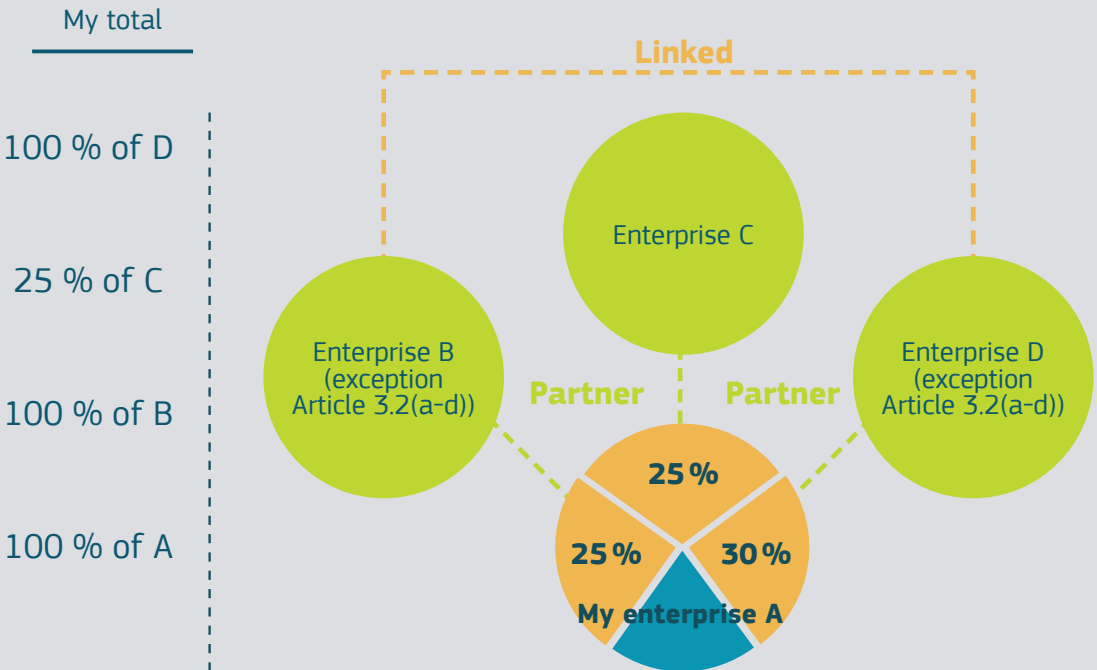 My total
100 % of D
25 % of C
100 % of B
100 % of A
Linked
Enterprise C
Enterprise B
(exception
Article 3.2(a-d))
Enterprise D
(exception
Article 3.2(a-d))
Partner
Partner
25 %
25 %
30 %
My enterprise A